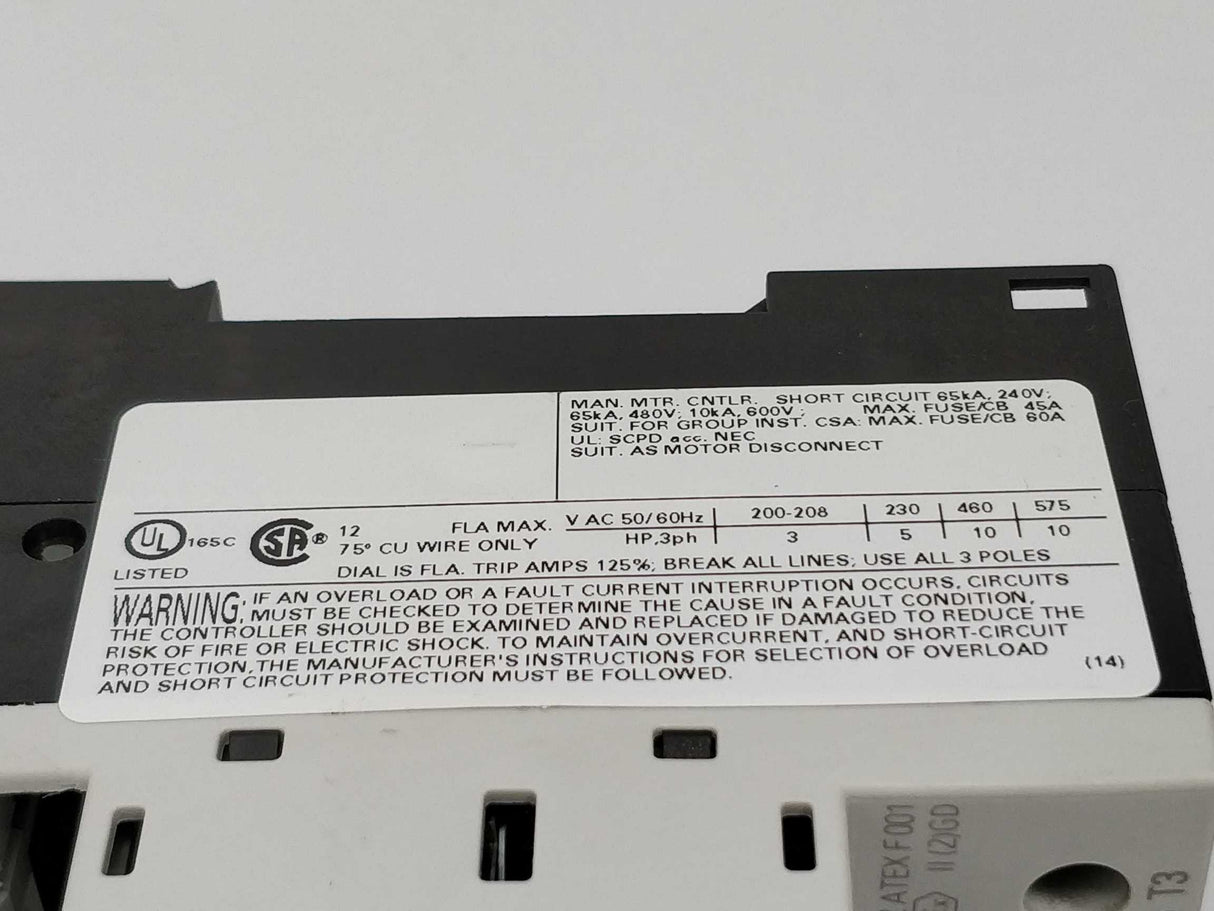 MAN. MTR. CNTLR. SHORT CIRCUIT 65kA, 240V;
65kA, 480V; 10kA, 600V; MAX. FUSE/CB 45A
SUIT. FOR GROUP INST. CSA: MAX. FUSE/CB 60A
UL: SCPD acc. NEC
SUIT. AS MOTOR DISCONNECT
UL 165C LISTED
SA ®
12 FLA MAX.
75° CU WIRE ONLY
V AC 50/60Hz 200-208 230 460 575
HP,3ph 3 5 10 10
DIAL IS FLA. TRIP AMPS 125%; BREAK ALL LINES; USE ALL 3 POLES
WARNING: IF AN OVERLOAD OR A FAULT CURRENT INTERRUPTION OCCURS, CIRCUITS
MUST BE CHECKED TO DETERMINE THE CAUSE IN A FAULT CONDITION,
THE CONTROLLER SHOULD BE EXAMINED AND REPLACED IF DAMAGED TO REDUCE THE
RISK OF FIRE OR ELECTRIC SHOCK. TO MAINTAIN OVERCURRENT, AND SHORT-CIRCUIT
PROTECTION, THE MANUFACTURER'S INSTRUCTIONS FOR SELECTION OF OVERLOAD
AND SHORT CIRCUIT PROTECTION MUST BE FOLLOWED.
(14)
ATEX F 001
II (2) GD
T3